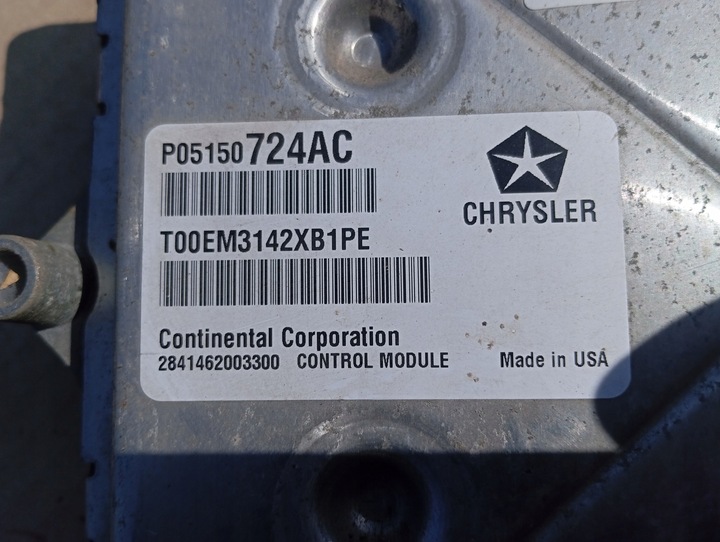 P05150724AC
CHRYSLER
T00EM3142XB1PE
Continental Corporation
2841462003300 CONTROL MODULE Made in USA